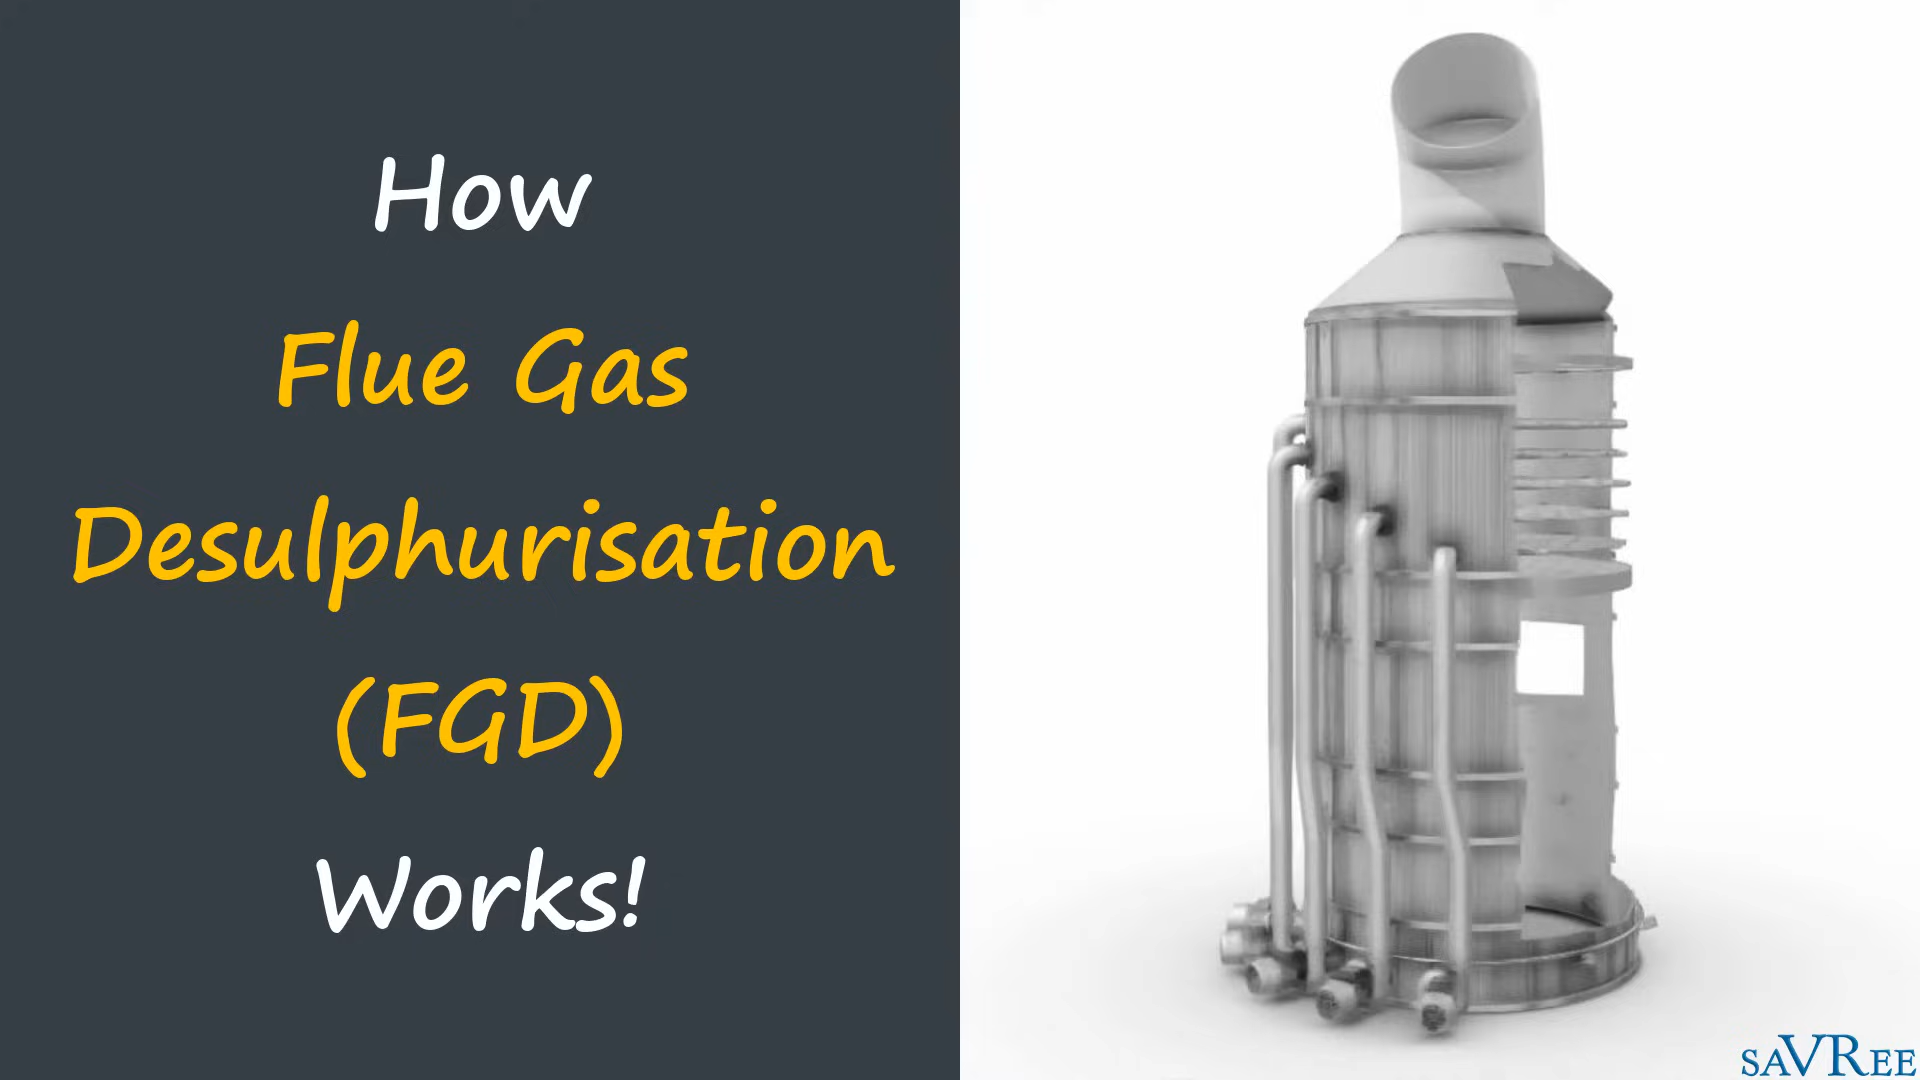 How
Flue Gas
Desulphurisation
(FGD)
Works!
saVRee